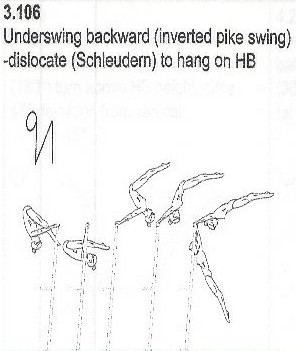 3.106
Underswing backward (inverted pike swing)
-dislocate (Schleudern) to hang on HB